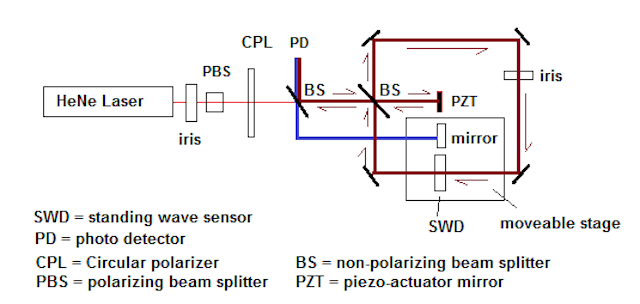 CPL PD
PBS
HeNe Laser
BS
BS
iris
PZT
iris
mirror
SWD
moveable stage
SWD = standing wave sensor
PD = photo detector
CPL = Circular polarizer
BS = non-polarizing beam splitter
PBS = polarizing beam splitter
PZT = piezo-actuator mirror